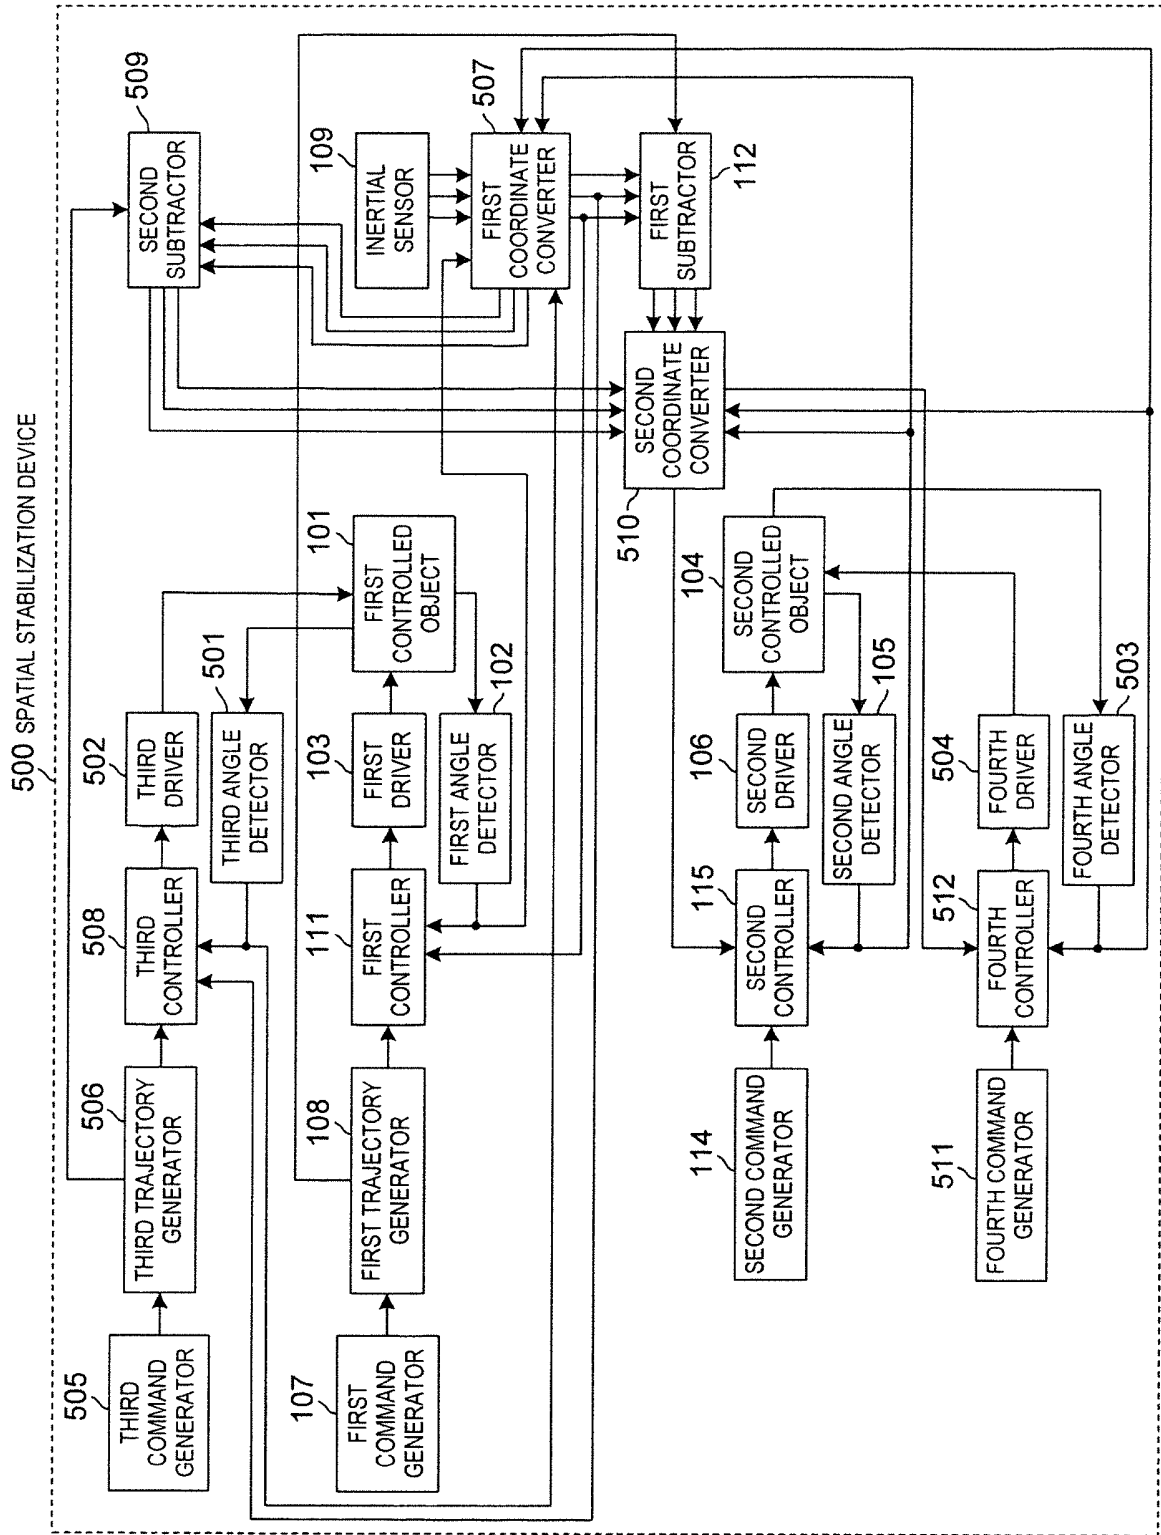 500 SPATIAL STABILIZATION DEVICE
505
THIRD
COMMAND
GENERATOR
506
THIRD TRAJECTORY
GENERATOR
508
THIRD
CONTROLLER
502
THIRD
DRIVER
501
THIRD ANGLE
DETECTOR
509
SECOND
SUBTRACTOR
107
FIRST
COMMAND
GENERATOR
108
FIRST TRAJECTORY
GENERATOR
111
FIRST
CONTROLLER
103
FIRST
DRIVER
102
FIRST ANGLE
DETECTOR
101
FIRST
CONTROLLED
OBJECT
109
INERTIAL
SENSOR
507
FIRST
COORDINATE
CONVERTER
112
FIRST
SUBTRACTOR
510
SECOND
COORDINATE
CONVERTER
114
SECOND COMMAND
GENERATOR
115
SECOND
CONTROLLER
106
SECOND
DRIVER
105
SECOND ANGLE
DETECTOR
104
SECOND
CONTROLLED
OBJECT
511
FOURTH COMMAND
GENERATOR
512
FOURTH
CONTROLLER
504
FOURTH
DRIVER
503
FOURTH ANGLE
DETECTOR